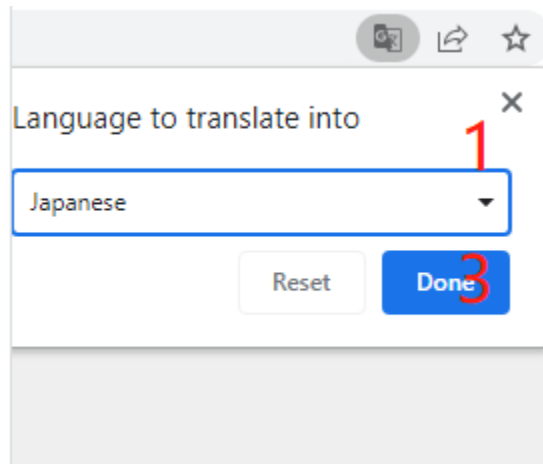 Language to translate into
1
Japanese
Reset
Done
3